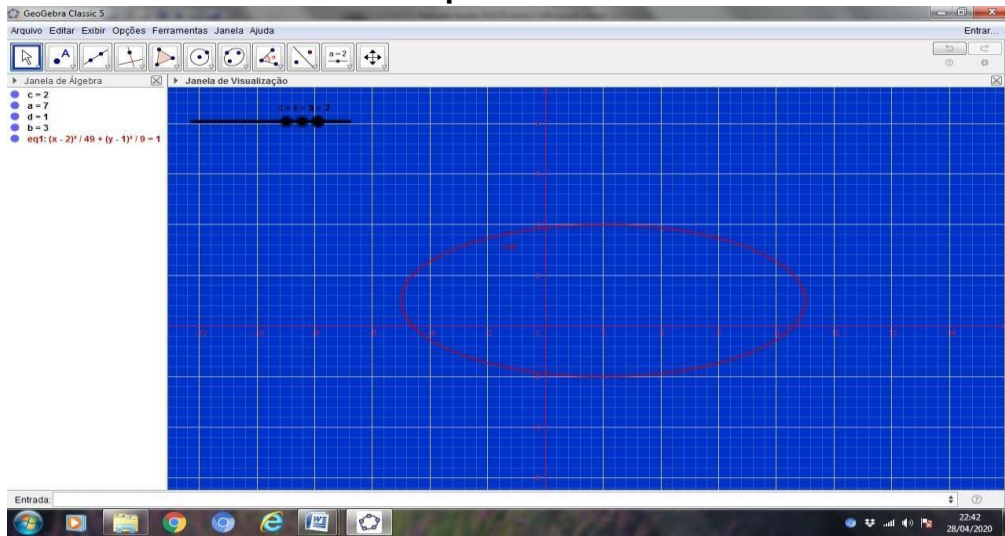 GeoGebra Classic 5
Arquivo Editar Exibir Opções Ferramentas Janela Ajuda
Entrar...
A
a=2
Janela de Álgebra
Janela de Visualização
c = 2
a = 7
d = 1
b = 3
eq1: (x - 2)² / 49 + (y - 1)² / 9 = 1
Entrada:
22:42
28/04/2020